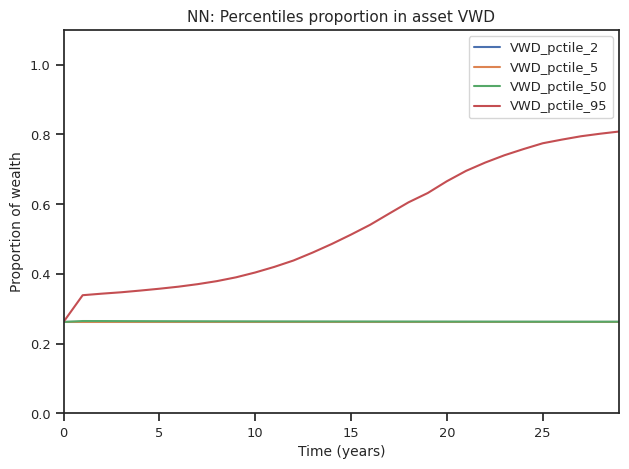 NN: Percentiles proportion in asset VWD
VWD_pctile_2
VWD_pctile_5
VWD_pctile_50
VWD_pctile_95
Proportion of wealth
1.0
0.8
0.6
0.4
0.2
0.0
0 5 10 15 20 25
Time (years)